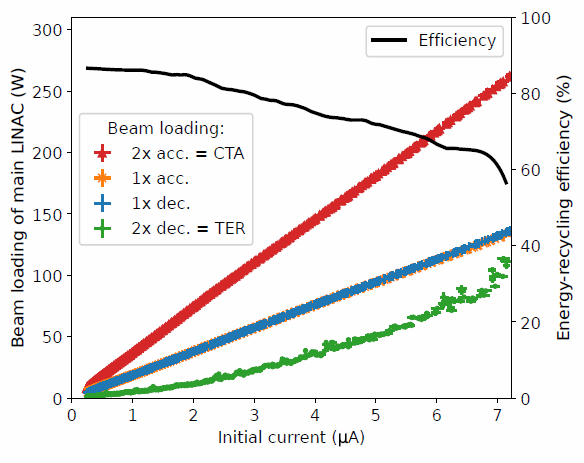 Efficiency
Beam loading:
2x acc. = CTA
1x acc.
1x dec.
2x dec. = TER
Beam loading of main LINAC (W)
300
250
200
150
100
50
0
Energy-recycling efficiency (%)
100
80
60
40
20
0
0 1 2 3 4 5 6 7
Initial current (μA)